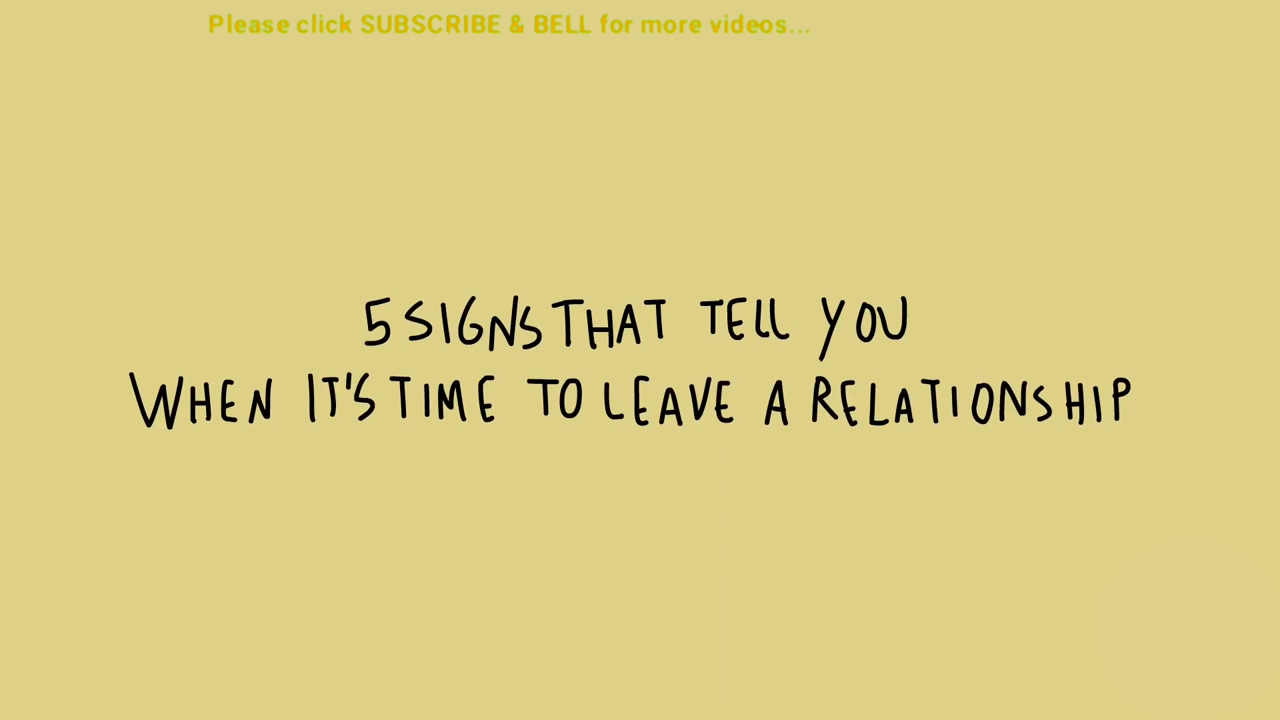 Please click SUBSCRIBE & BELL for more videos...
5 SIGNS THAT TELL YOU
WHEN IT'S TIME TO LEAVE A RELATIONSHIP